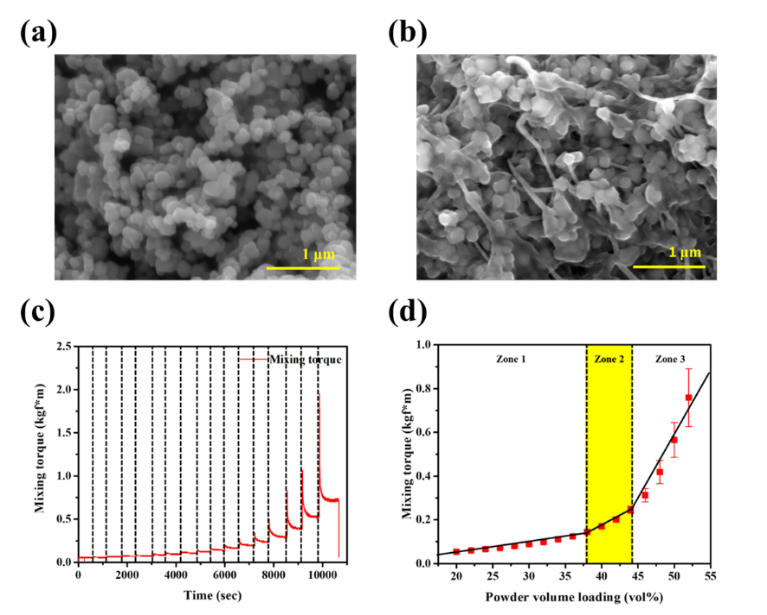 (a)
(b)
1 µm
1 µm
(c)
(d)
2.5
2.0
1.5
1.0
0.5
0.0
Mixing torque (kgf*m)
Mixing torque
0
2000
4000
6000
8000
10000
Time (sec)
1.0
0.8
0.6
0.4
0.2
0.0
Mixing torque (kgf*m)
Zone 1
Zone 2
Zone 3
20
25
30
35
40
45
50
55
Powder volume loading (vol%)